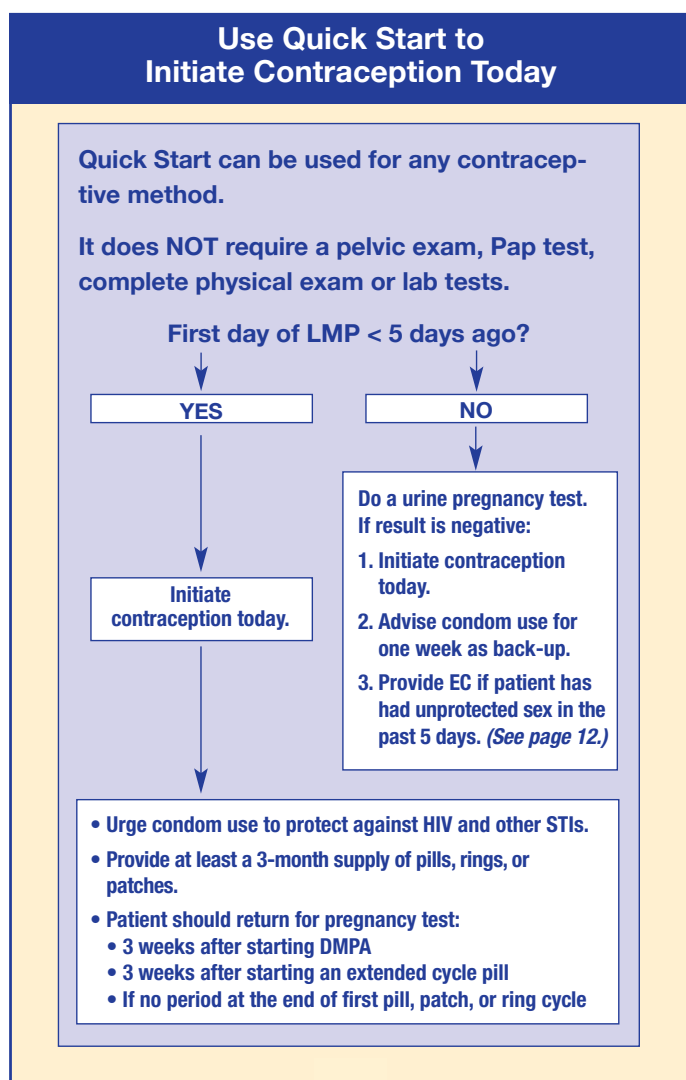 Use Quick Start to
Initiate Contraception Today
Quick Start can be used for any contracep-
tive method.
It does NOT require a pelvic exam, Pap test,
complete physical exam or lab tests.
First day of LMP < 5 days ago?
YES
NO
Do a urine pregnancy test.
If result is negative:
1. Initiate contraception
today.
2. Advise condom use for
one week as back-up.
3. Provide EC if patient has
had unprotected sex in the
past 5 days. (See page 12.)
Initiate
contraception today.
• Urge condom use to protect against HIV and other STIs.
• Provide at least a 3-month supply of pills, rings, or
patches.
• Patient should return for pregnancy test:
• 3 weeks after starting DMPA
• 3 weeks after starting an extended cycle pill
• If no period at the end of first pill, patch, or ring cycle